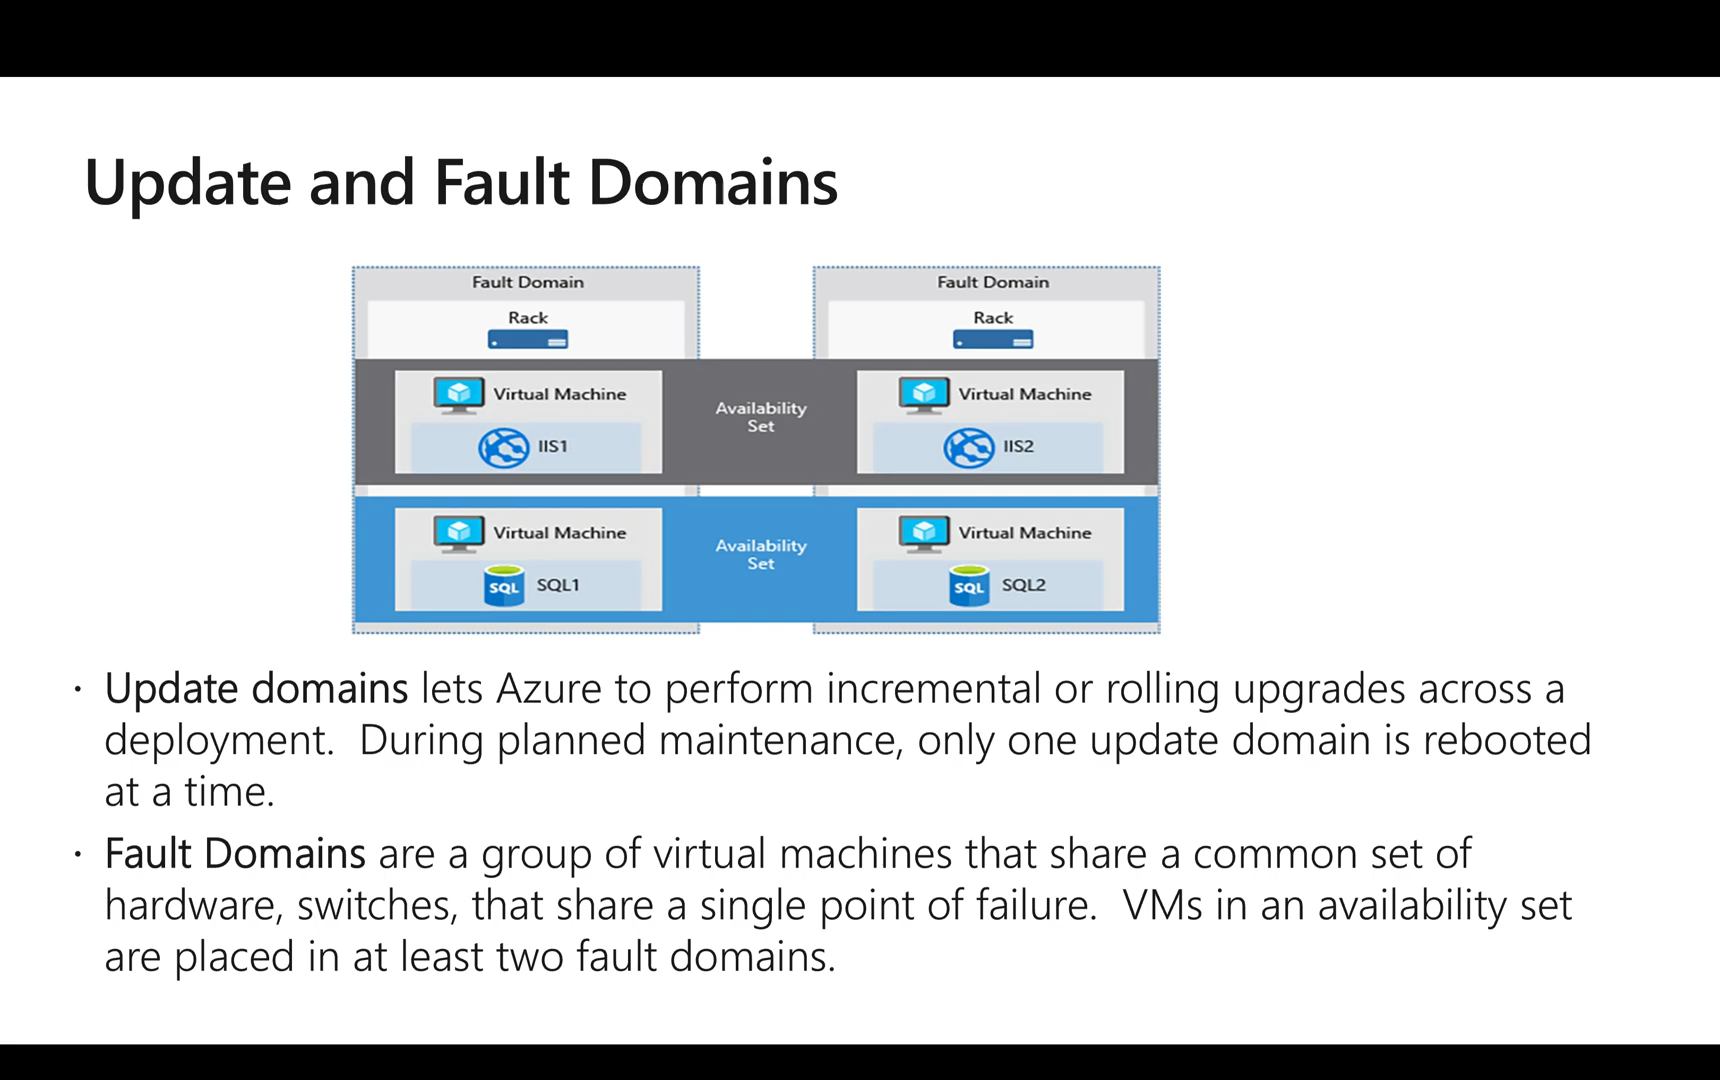 Update and Fault Domains
Fault Domain
Fault Domain
Rack
Rack
Virtual Machine
Availability
Set
Virtual Machine
IIS1
IIS2
Virtual Machine
Availability
Set
Virtual Machine
SQL SQL1
SQL SQL2
· Update domains lets Azure to perform incremental or rolling upgrades across a
deployment.  During planned maintenance, only one update domain is rebooted
at a time.
· Fault Domains are a group of virtual machines that share a common set of
hardware, switches, that share a single point of failure.  VMs in an availability set
are placed in at least two fault domains.